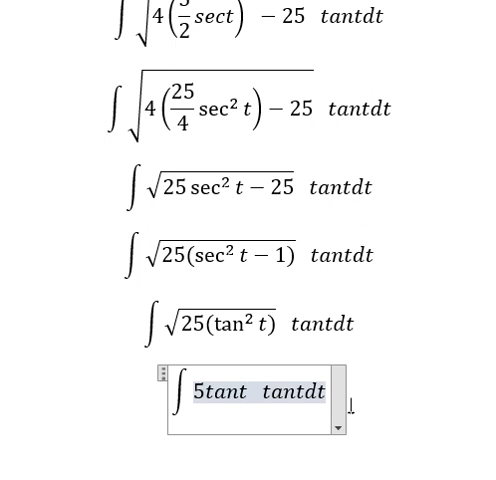 ∫ √4(5/2 sect) − 25 tantdt
∫ √4(25/4 sec² t) − 25 tantdt
∫ √25 sec² t − 25 tantdt
∫ √25(sec² t − 1) tantdt
∫ √25(tan² t) tantdt
∫ 5tant tantdt